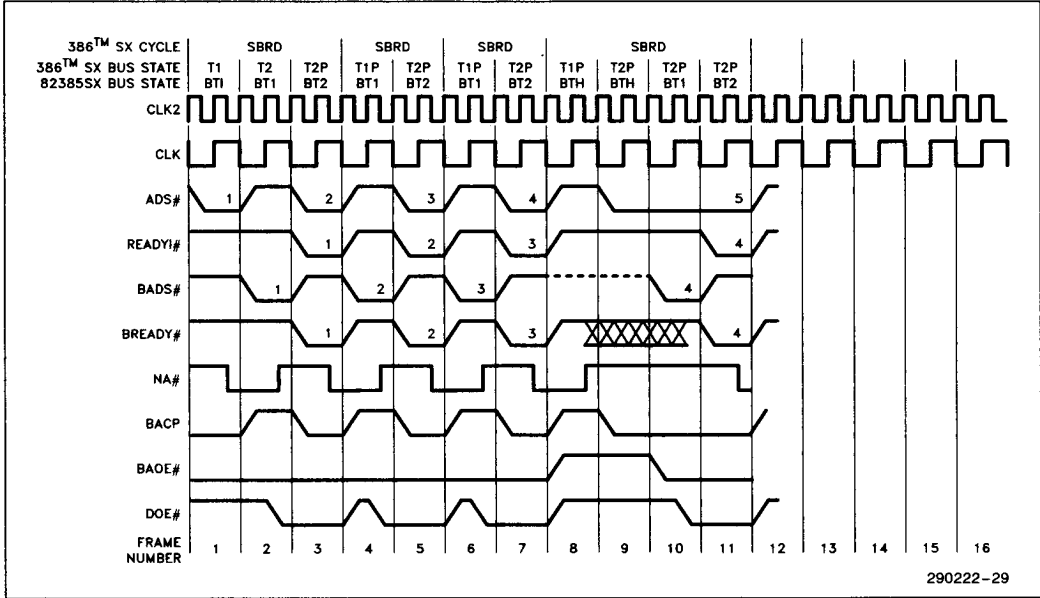 386™ SX CYCLE SBRD SBRD SBRD SBRD
386™ SX BUS STATE T1 T2 T2P T1P T2P T1P T2P T1P T2P T1P T2P
82385SX BUS STATE BTI BT1 BT2 BT1 BT2 BT1 BT2 BTH BTH BT1 BT2
CLK2
CLK
ADS# 1 2 3 4 5
READYI# 1 2 3 4
BADS# 1 2 3 4
BREADY# 1 2 3 4
NA#
BACP
BAOE#
DOE#
FRAME
NUMBER 1 2 3 4 5 6 7 8 9 10 11 12 13 14 15 16
290222-29